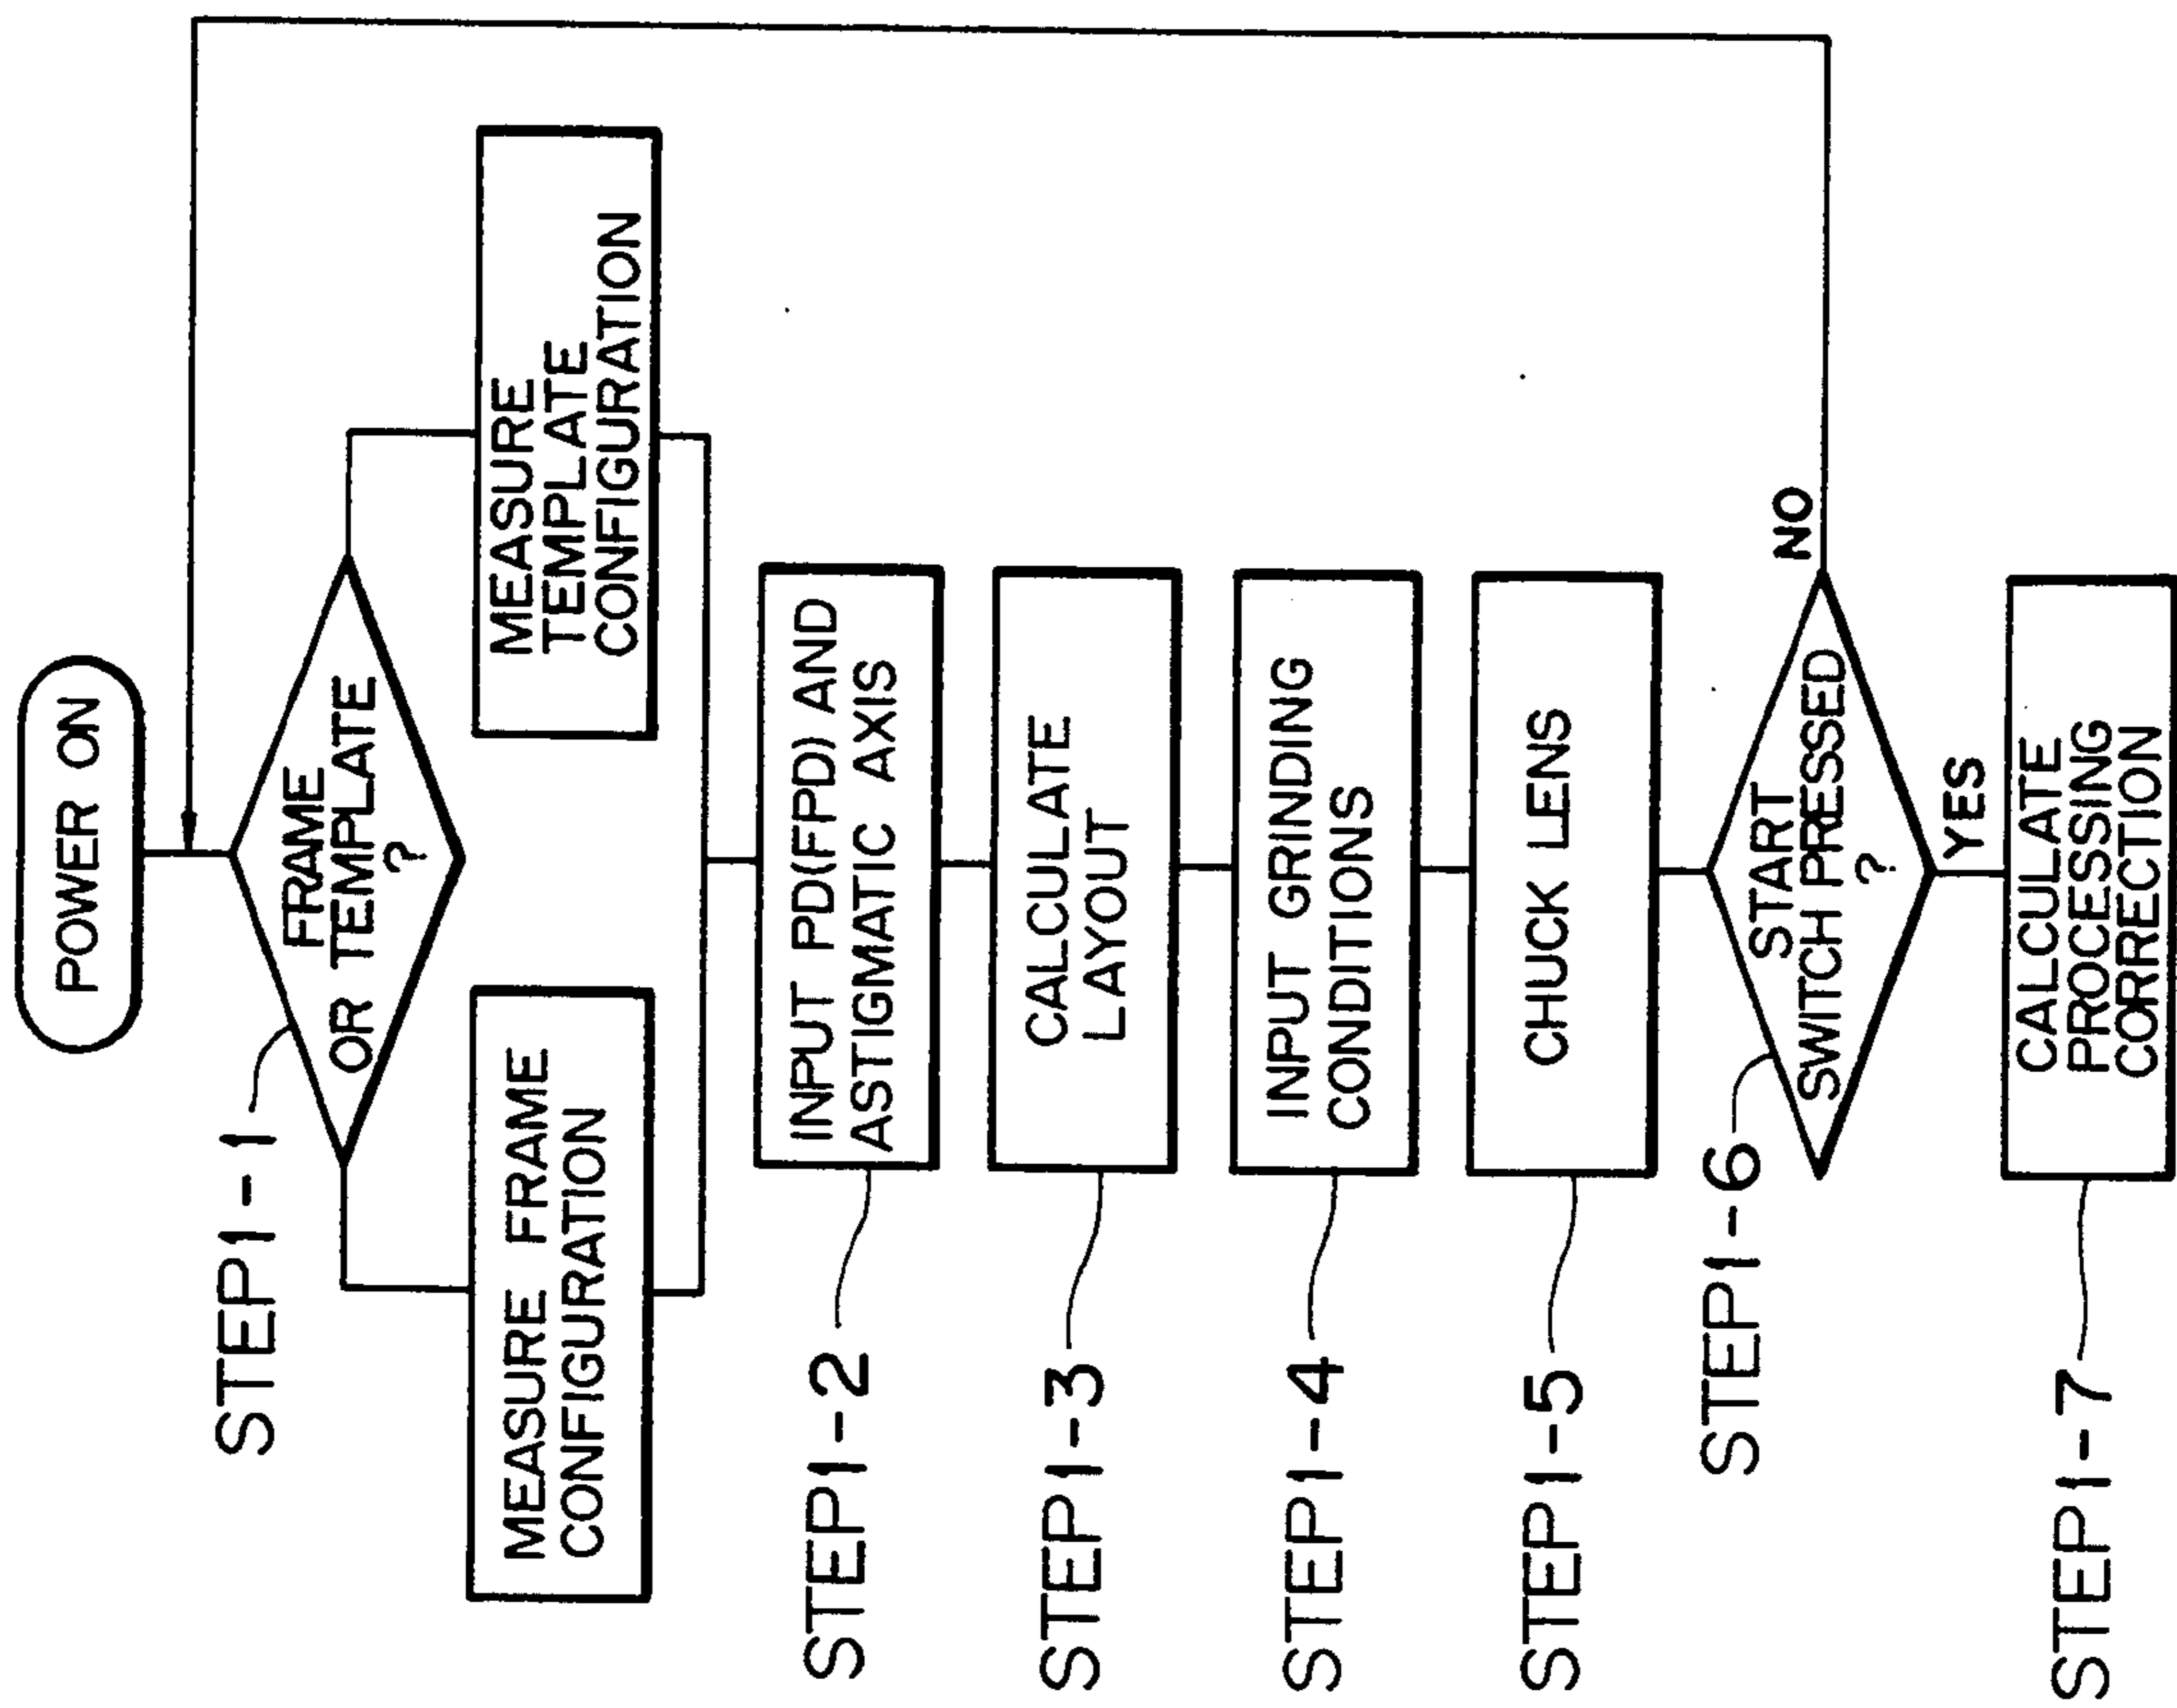 POWER ON
STEP1-1
FRAME
OR TEMPLATE
?
MEASURE FRAME
CONFIGURATION
MEASURE
TEMPLATE
CONFIGURATION
STEP1-2
INPUT PD(FPD) AND
ASTIGMATIC AXIS
STEP1-3
CALCULATE
LAYOUT
STEP1-4
INPUT GRINDING
CONDITIONS
STEP1-5
CHUCK LENS
STEP1-6
START
SWITCH PRESSED
?
NO
YES
STEP1-7
CALCULATE
PROCESSING
CORRECTION